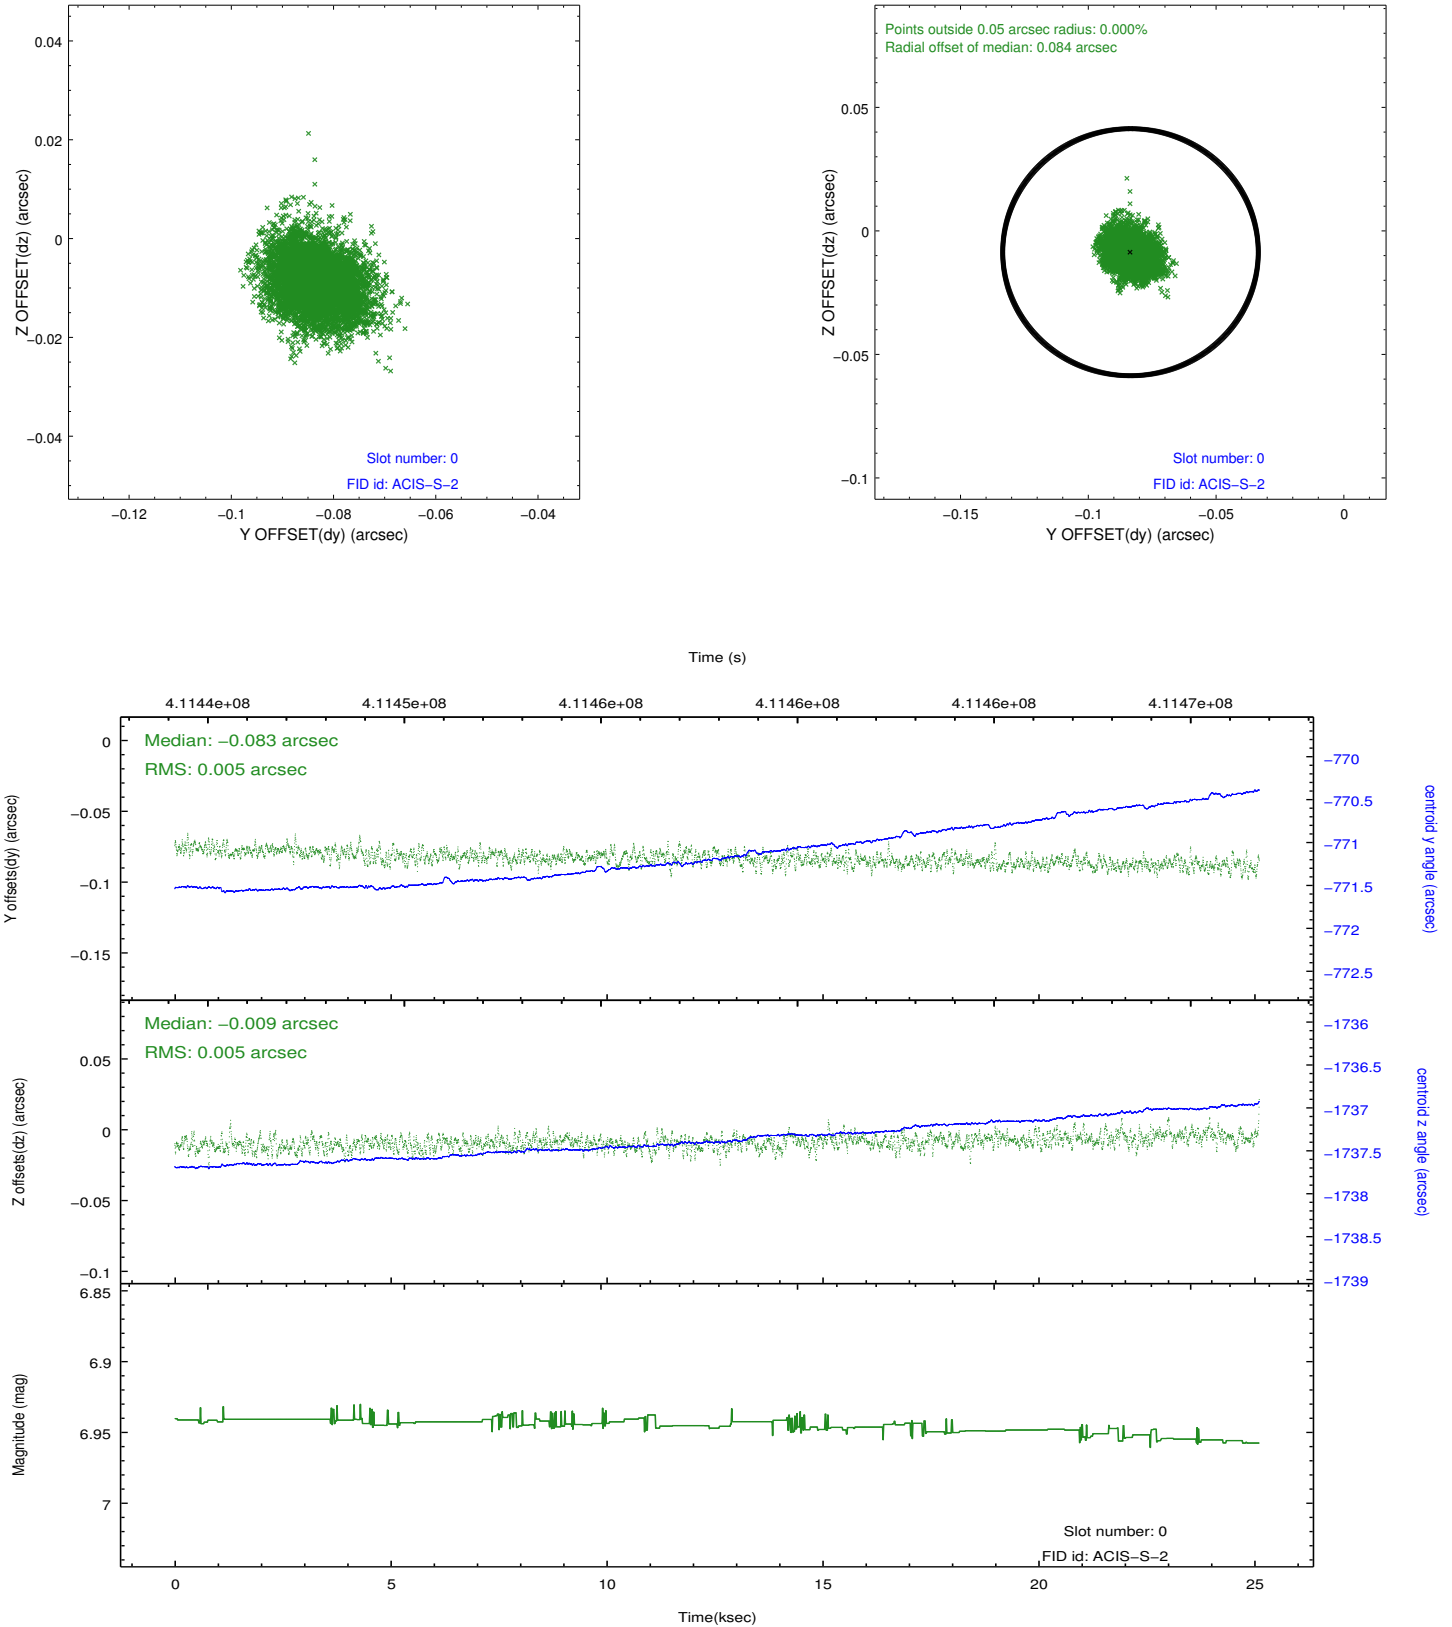 0.04
0.02
0
−0.02
−0.04
Z OFFSET(dz) (arcsec)
Slot number: 0
FID id: ACIS−S−2
−0.12
−0.1
−0.08
−0.06
−0.04
Y OFFSET(dy) (arcsec)
Points outside 0.05 arcsec radius: 0.000%
Radial offset of median: 0.084 arcsec
0.05
0
−0.05
−0.1
Z OFFSET(dz) (arcsec)
Slot number: 0
FID id: ACIS−S−2
−0.15
−0.1
−0.05
0
Y OFFSET(dy) (arcsec)
Time (s)
4.1144e+08
4.1145e+08
4.1146e+08
4.1146e+08
4.1146e+08
4.1147e+08
Median: −0.083 arcsec
RMS: 0.005 arcsec
0
−0.05
−0.1
−0.15
Y offsets(dy) (arcsec)
−770
−770.5
−771
−771.5
−772
−772.5
centroid y angle (arcsec)
Median: −0.009 arcsec
RMS: 0.005 arcsec
0.05
0
−0.05
−0.1
Z offsets(dz) (arcsec)
−1736
−1736.5
−1737
−1737.5
−1738
−1738.5
−1739
centroid z angle (arcsec)
6.85
6.9
6.95
7
Magnitude (mag)
Slot number: 0
FID id: ACIS−S−2
0
5
10
15
20
25
Time(ksec)